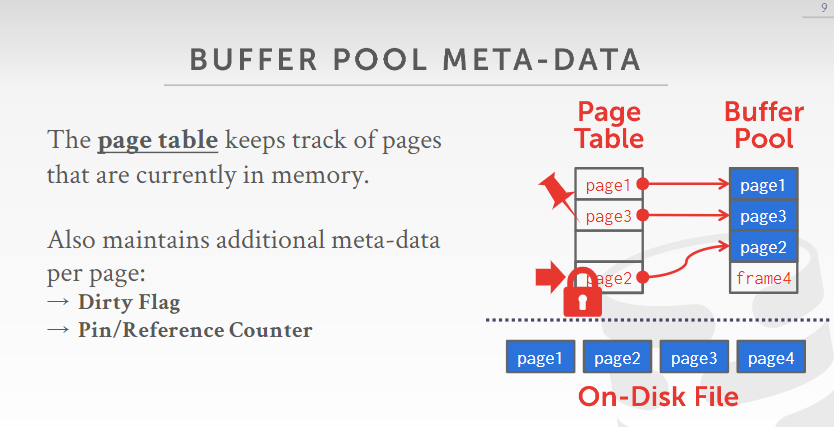 9
BUFFER POOL META-DATA
The page table keeps track of pages
that are currently in memory.
Also maintains additional meta-data
per page:
→ Dirty Flag
→ Pin/Reference Counter
Page
Table
page1
page3
page2
Buffer
Pool
page1
page3
page2
frame4
page1 page2 page3 page4
On-Disk File